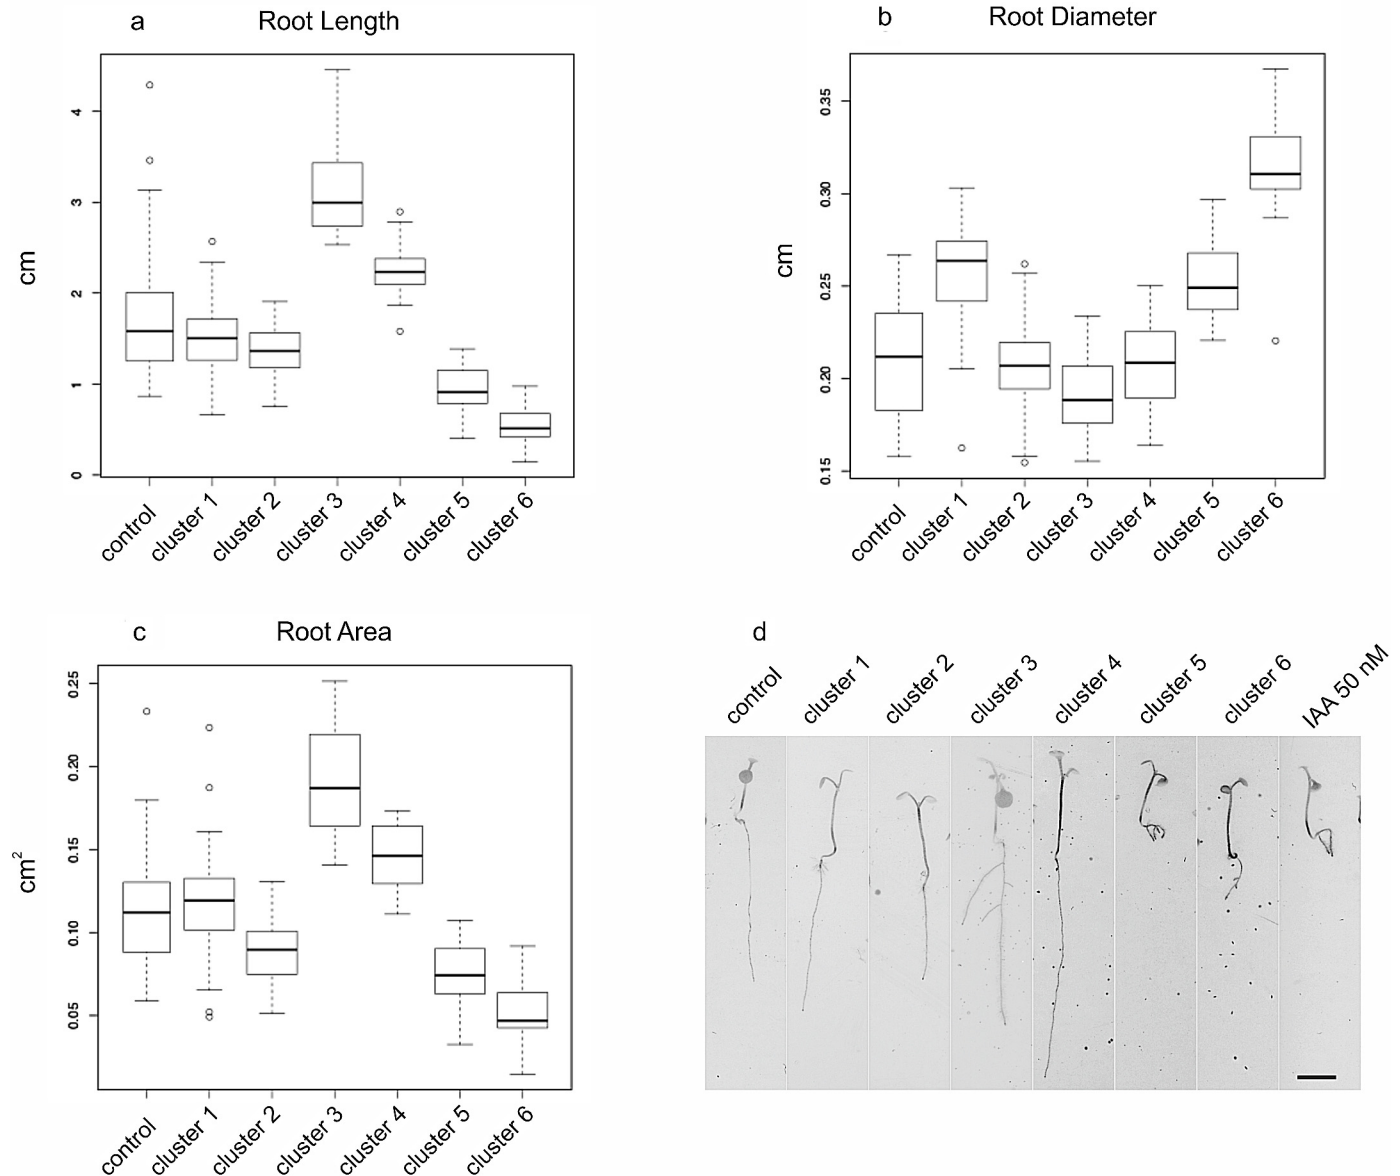 a Root Length
cm
4
3
2
1
0
control cluster 1 cluster 2 cluster 3 cluster 4 cluster 5 cluster 6
b Root Diameter
cm
0.35
0.30
0.25
0.20
0.15
control cluster 1 cluster 2 cluster 3 cluster 4 cluster 5 cluster 6
c Root Area
cm²
0.25
0.20
0.15
0.10
0.05
control cluster 1 cluster 2 cluster 3 cluster 4 cluster 5 cluster 6
d
control cluster 1 cluster 2 cluster 3 cluster 4 cluster 5 cluster 6 IAA 50 nM